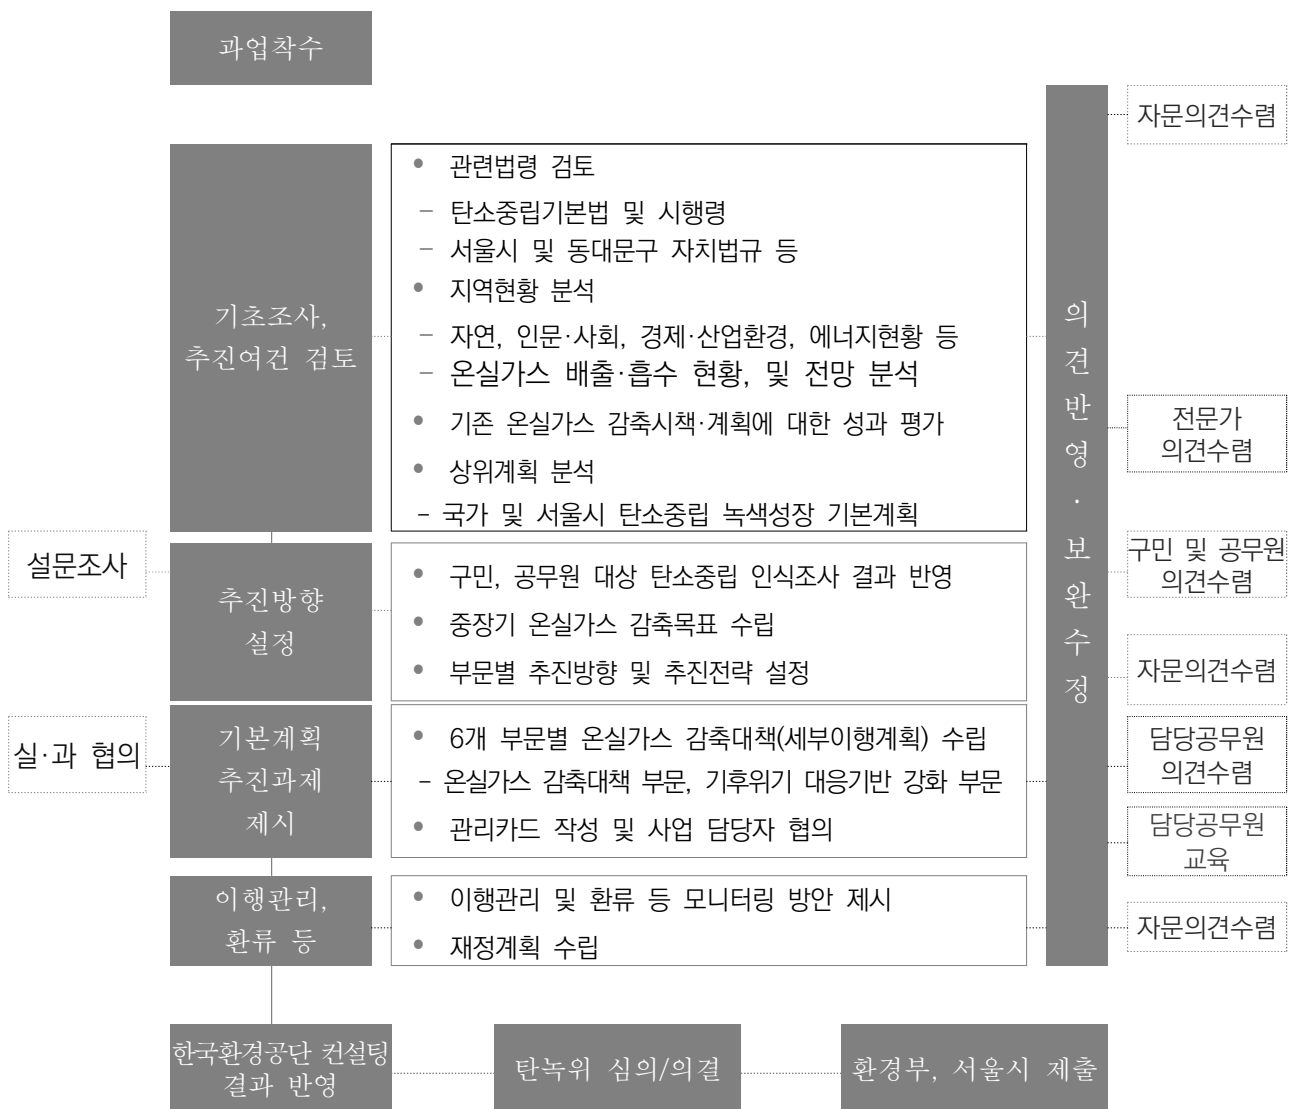 과업착수
자문의견수렴
기초조사,
추진여건 검토
• 관련법령 검토
- 탄소중립기본법 및 시행령
- 서울시 및 동대문구 자치법규 등
• 지역현황 분석
- 자연, 인문·사회, 경제·산업환경, 에너지현황 등
- 온실가스 배출·흡수 현황, 및 전망 분석
• 기존 온실가스 감축시책·계획에 대한 성과 평가
• 상위계획 분석
- 국가 및 서울시 탄소중립 녹색성장 기본계획
의견반영·보완수정
전문가
의견수렴
설문조사
추진방향
설정
• 구민, 공무원 대상 탄소중립 인식조사 결과 반영
• 중장기 온실가스 감축목표 수립
• 부문별 추진방향 및 추진전략 설정
구민 및 공무원
의견수렴
자문의견수렴
실·과 협의
기본계획
추진과제
제시
• 6개 부문별 온실가스 감축대책(세부이행계획) 수립
- 온실가스 감축대책 부문, 기후위기 대응기반 강화 부문
• 관리카드 작성 및 사업 담당자 협의
담당공무원
의견수렴
담당공무원
교육
이행관리,
환류 등
• 이행관리 및 환류 등 모니터링 방안 제시
• 재정계획 수립
자문의견수렴
한국환경공단 컨설팅
결과 반영
탄녹위 심의/의결
환경부, 서울시 제출